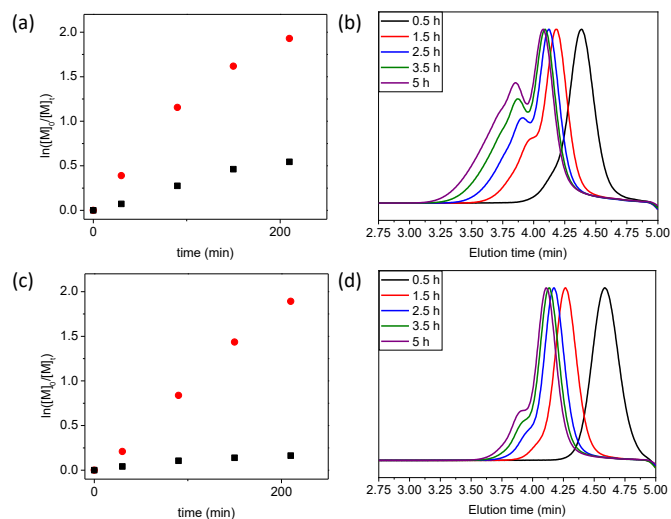 (a)
2.0
1.5
1.0
0.5
0.0
ln([M]₀/[M]ₜ)
0
100
200
time (min)
(b)
0.5 h
1.5 h
2.5 h
3.5 h
5 h
2.75 3.00 3.25 3.50 3.75 4.00 4.25 4.50 4.75 5.00
Elution time (min)
(c)
2.0
1.5
1.0
0.5
0.0
ln([M]₀/[M]ₜ)
0
100
200
time (min)
(d)
0.5 h
1.5 h
2.5 h
3.5 h
5 h
2.75 3.00 3.25 3.50 3.75 4.00 4.25 4.50 4.75 5.00
Elution time (min)